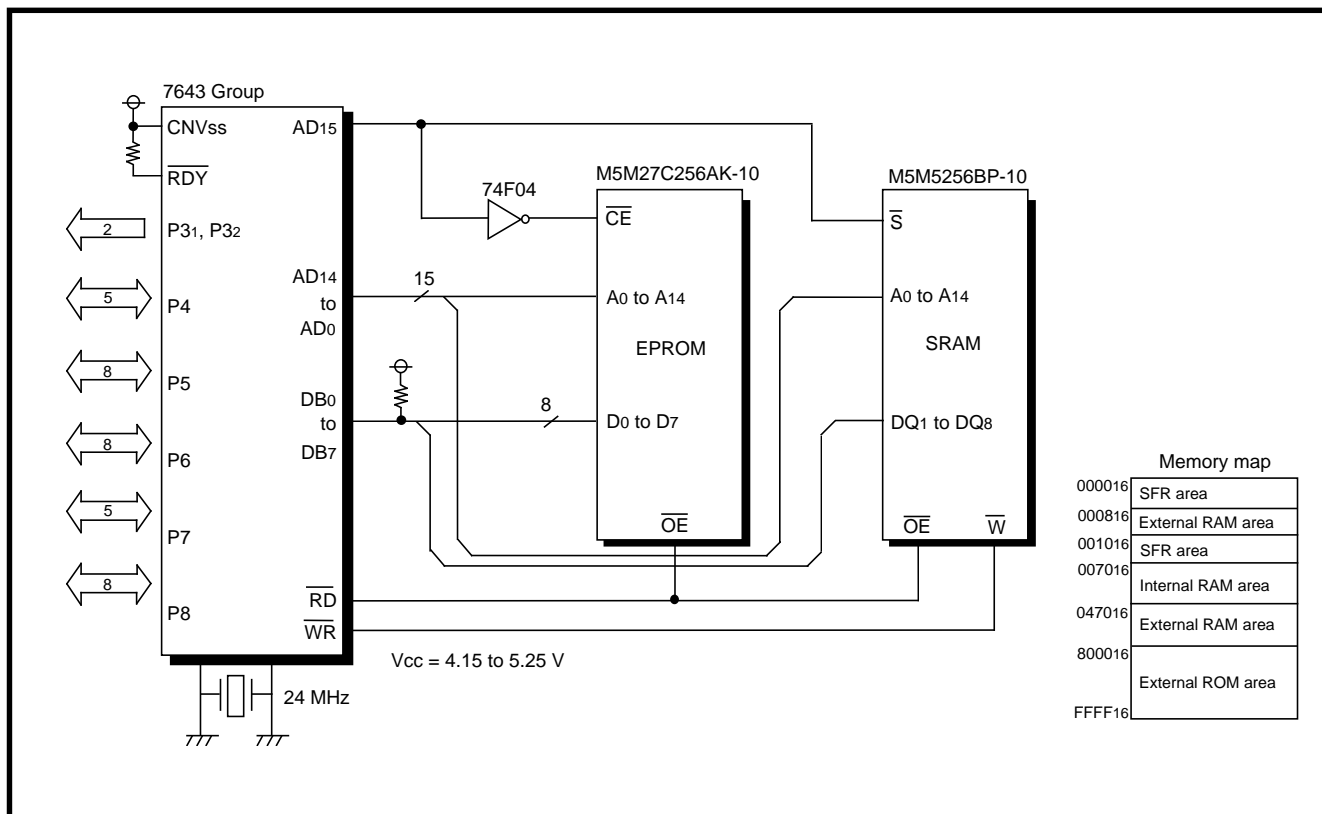 7643 Group
CNVss
AD15
RDY
M5M27C256AK-10
M5M5256BP-10
74F04
CE
S
2
P31, P32
AD14
to
AD0
15
A0 to A14
A0 to A14
5
P4
EPROM
SRAM
8
P5
DB0
to
DB7
8
D0 to D7
DQ1 to DQ8
8
P6
OE
OE
W
5
P7
8
P8
RD
WR
Vcc = 4.15 to 5.25 V
24 MHz
Memory map
000016
SFR area
000816
External RAM area
001016
SFR area
007016
Internal RAM area
047016
External RAM area
800016
External ROM area
FFFF16